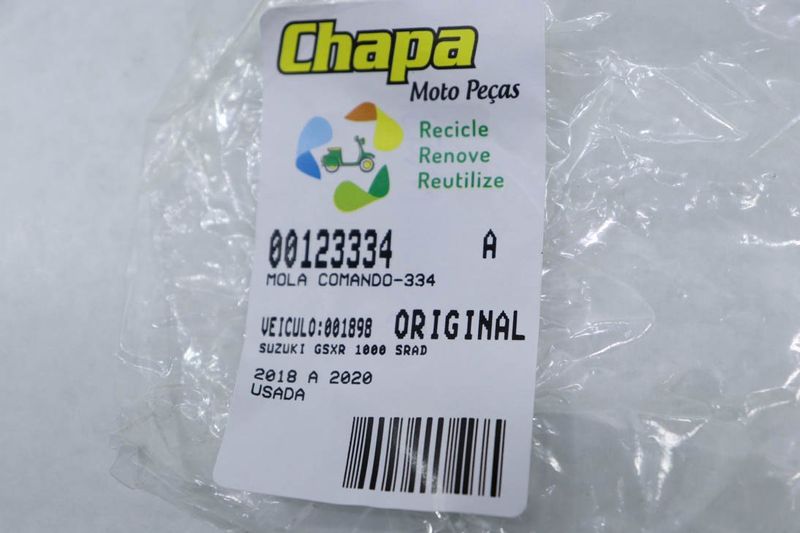 Chapa
Moto Peças
Recicle
Renove
Reutilize
00123334 A
MOLA COMANDO-334
VEICULO:001898 ORIGINAL
SUZUKI GSXR 1000 SRAD
2018 A 2020
USADA